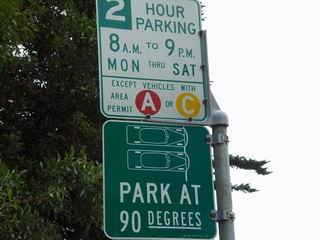 2 HOUR
PARKING
8 A.M. TO 9 P.M.
MON THRU SAT
EXCEPT VEHICLES WITH
AREA
PERMIT A OR C
PARK AT
90 DEGREES